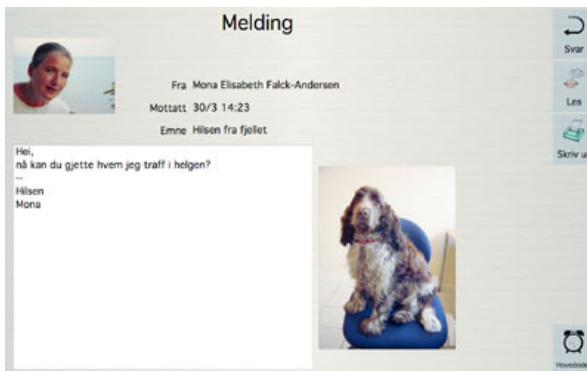 Melding
Svar
Fra Mona Elisabeth Falck-Andersen
Les
Mottatt 30/3 14:23
Emne Hilsen fra fjellet
Skriv u
Hei,
nå kan du gjette hvem jeg traff i helgen?
--
Hilsen
Mona
Hovedside